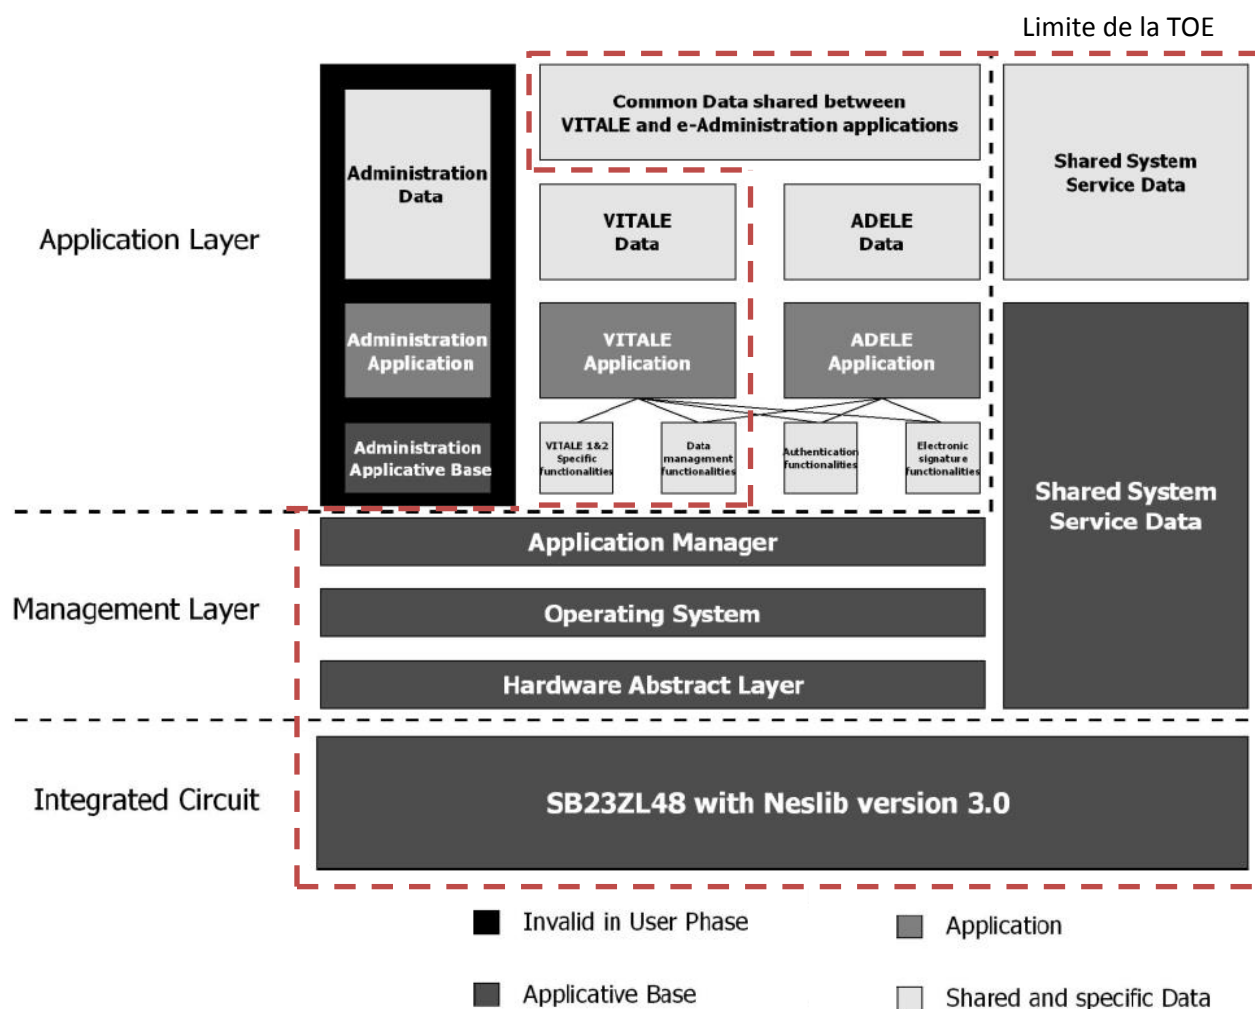 Limite de la TOE
Common Data shared between
VITALE and e-Administration applications
Administration
Data
Shared System
Service Data
VITALE
Data
ADELE
Data
Application Layer
Administration
Application
VITALE
Application
ADELE
Application
Administration
Applicative Base
VITALE 1&2
Specific
functionalities
Data
management
functionalities
Authentication
functionalities
Electronic
signature
functionalities
Shared System
Service Data
Application Manager
Management Layer
Operating System
Hardware Abstract Layer
Integrated Circuit
SB23ZL48 with Neslib version 3.0
Invalid in User Phase
Application
Applicative Base
Shared and specific Data